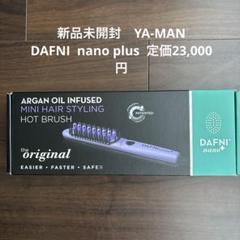 新品未開封　YA-MAN
DAFNI nano plus 定価23,000
円
ARGAN OIL INFUSED
MINI HAIR STYLING
HOT BRUSH
the
original
EASIER • FASTER • SAFER
DAFNI
nano+